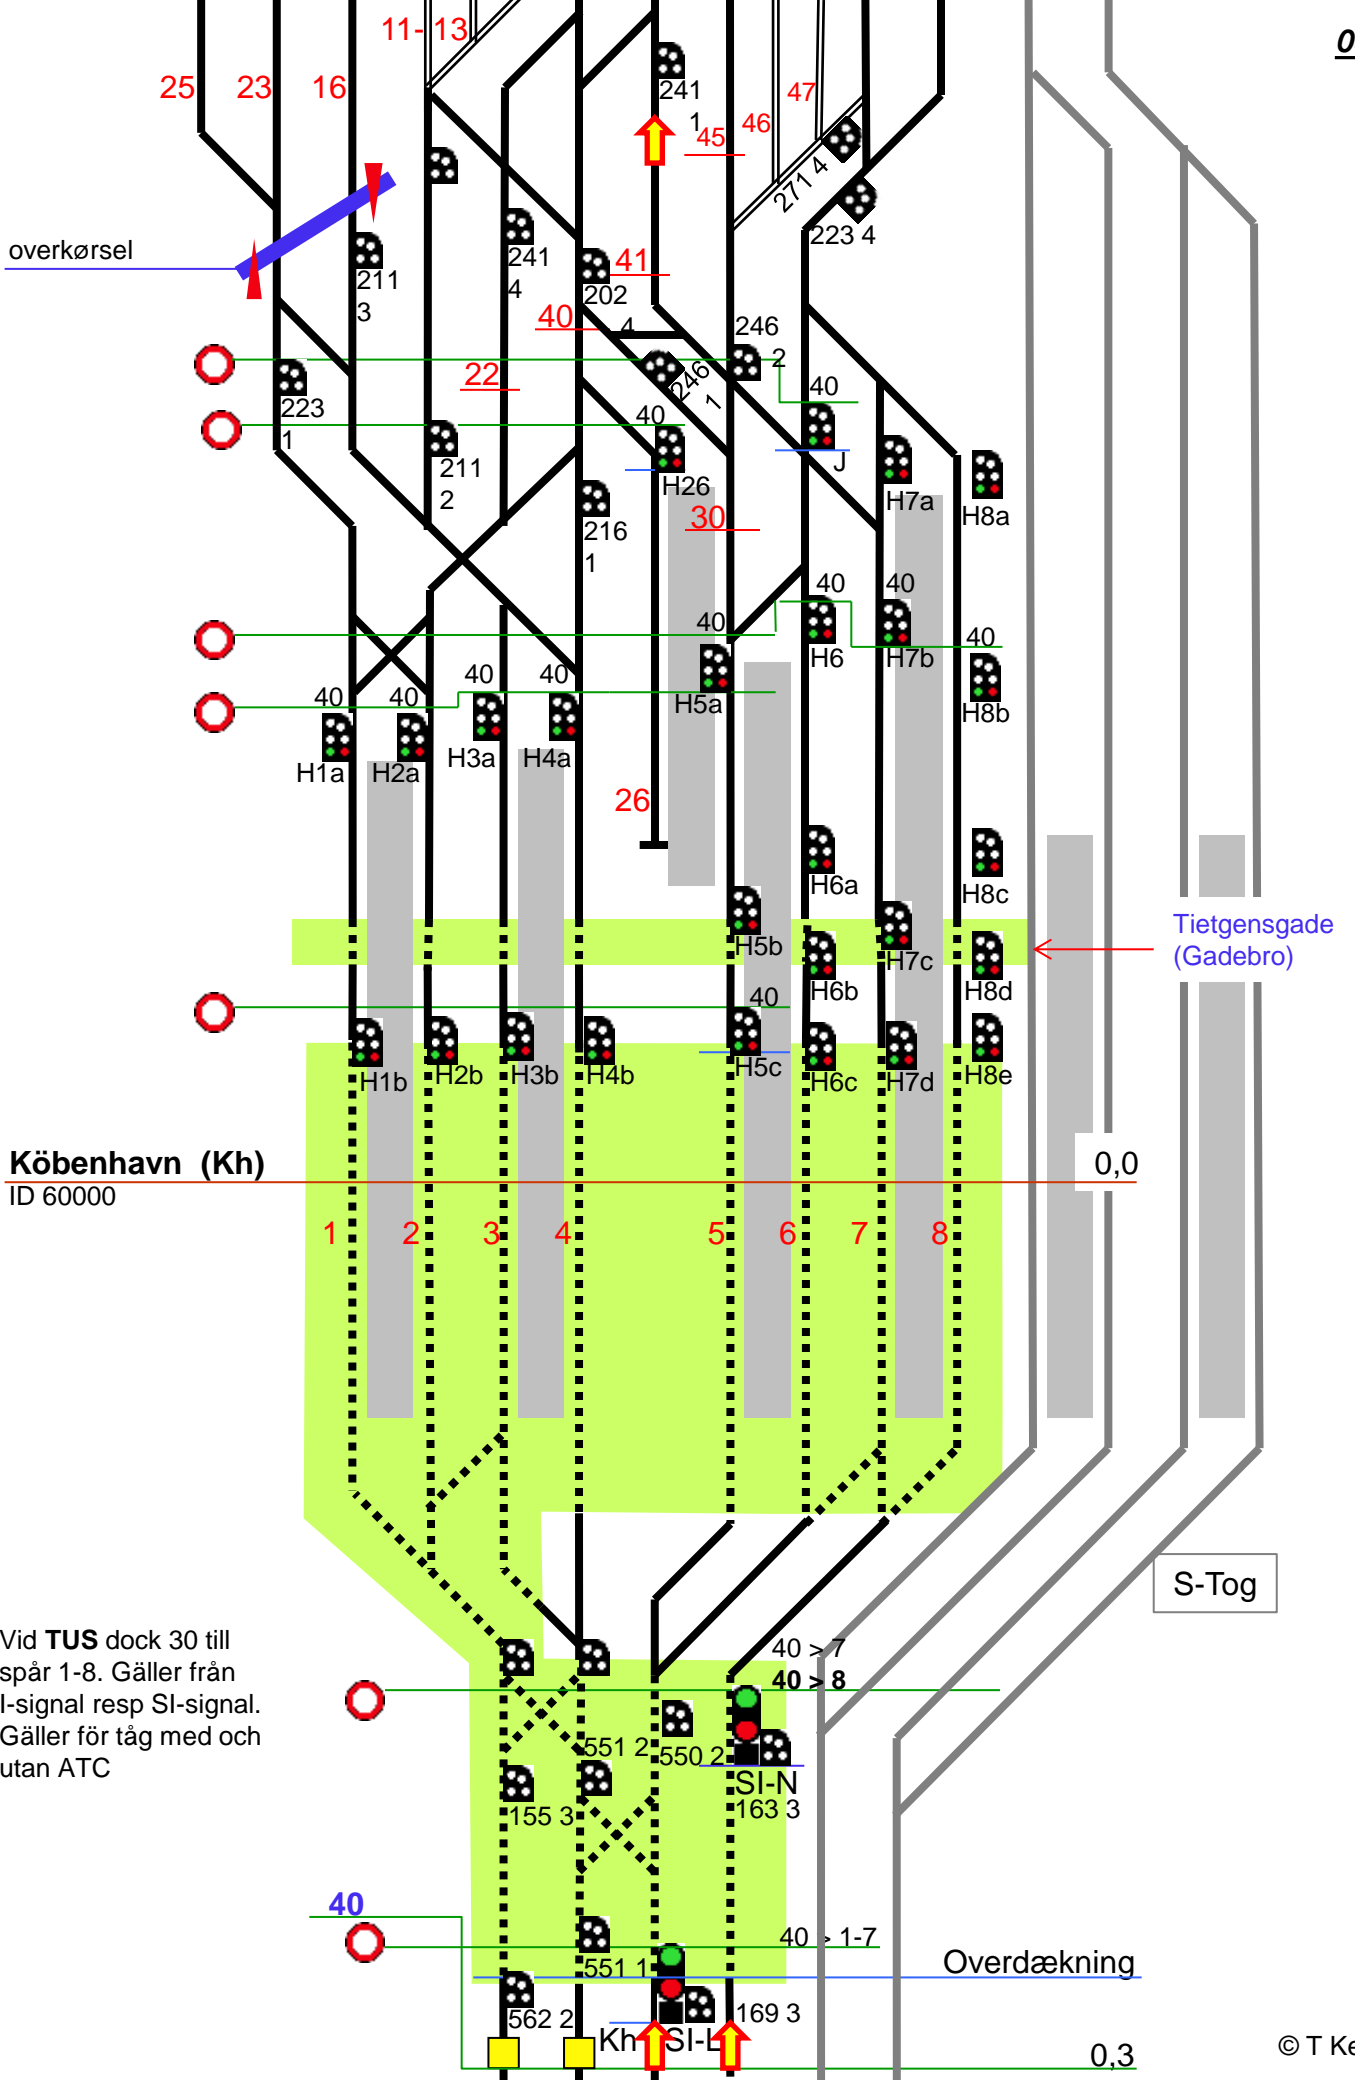 11- 13
0
25
23
16
241
1
45
46
47
271 4
223 4
overkørsel
211
3
241
4
202
4
41
40
246
2
246
1
22
223
1
40
40
211
2
H26
J
H7a
H8a
30
216
1
40
40
40
40
H6
H7b
H5a
H8b
40
40
40
40
H1a
H2a
H3a
H4a
26
H6a
H8c
H5b
H7c
Tietgensgade
(Gadebro)
H6b
H8d
40
H1b
H2b
H3b
H4b
H5c
H6c
H7d
H8e
Köbenhavn (Kh)
0,0
ID 60000
1
2
3
4
5
6
7
8
S-Tog
Vid TUS dock 30 till
spår 1-8. Gäller från
I-signal resp SI-signal.
Gäller för tåg med och
utan ATC
40 > 7
40 > 8
551 2
550 2
SI-N
155 3
163 3
40
40 > 1-7
Overdækning
551 1
562 2
169 3
Kh
SI-L
0,3
© T Ke